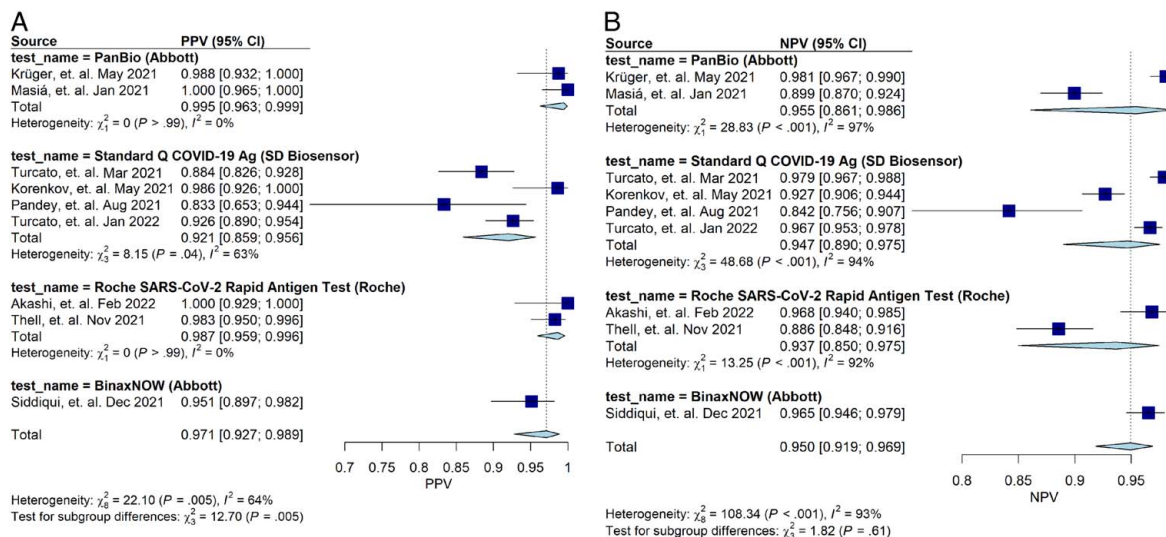 A
Source PPV (95% CI)
test_name = PanBio (Abbott)
Krüger, et. al. May 2021 0.988 [0.932; 1.000]
Masiá, et. al. Jan 2021 1.000 [0.965; 1.000]
Total 0.995 [0.963; 0.999]
Heterogeneity: χ²₁ = 0 (P > .99), I² = 0%
test_name = Standard Q COVID-19 Ag (SD Biosensor)
Turcato, et. al. Mar 2021 0.884 [0.826; 0.928]
Korenkov, et. al. May 2021 0.986 [0.926; 1.000]
Pandey, et. al. Aug 2021 0.833 [0.653; 0.944]
Turcato, et. al. Jan 2022 0.926 [0.890; 0.954]
Total 0.921 [0.859; 0.956]
Heterogeneity: χ²₃ = 8.15 (P = .04), I² = 63%
test_name = Roche SARS-CoV-2 Rapid Antigen Test (Roche)
Akashi, et. al. Feb 2022 1.000 [0.929; 1.000]
Thell, et. al. Nov 2021 0.983 [0.950; 0.996]
Total 0.987 [0.959; 0.996]
Heterogeneity: χ²₁ = 0 (P > .99), I² = 0%
test_name = BinaxNOW (Abbott)
Siddiqui, et. al. Dec 2021 0.951 [0.897; 0.982]
Total 0.971 [0.927; 0.989]
0.7 0.75 0.8 0.85 0.9 0.95 1
PPV
Heterogeneity: χ²₈ = 22.10 (P = .005), I² = 64%
Test for subgroup differences: χ²₃ = 12.70 (P = .005)
B
Source NPV (95% CI)
test_name = PanBio (Abbott)
Krüger, et. al. May 2021 0.981 [0.967; 0.990]
Masiá, et. al. Jan 2021 0.899 [0.870; 0.924]
Total 0.955 [0.861; 0.986]
Heterogeneity: χ²₁ = 28.83 (P < .001), I² = 97%
test_name = Standard Q COVID-19 Ag (SD Biosensor)
Turcato, et. al. Mar 2021 0.979 [0.967; 0.988]
Korenkov, et. al. May 2021 0.927 [0.906; 0.944]
Pandey, et. al. Aug 2021 0.842 [0.756; 0.907]
Turcato, et. al. Jan 2022 0.967 [0.953; 0.978]
Total 0.947 [0.890; 0.975]
Heterogeneity: χ²₃ = 48.68 (P < .001), I² = 94%
test_name = Roche SARS-CoV-2 Rapid Antigen Test (Roche)
Akashi, et. al. Feb 2022 0.968 [0.940; 0.985]
Thell, et. al. Nov 2021 0.886 [0.848; 0.916]
Total 0.937 [0.850; 0.975]
Heterogeneity: χ²₁ = 13.25 (P < .001), I² = 92%
test_name = BinaxNOW (Abbott)
Siddiqui, et. al. Dec 2021 0.965 [0.946; 0.979]
Total 0.950 [0.919; 0.969]
0.8 0.85 0.9 0.95
NPV
Heterogeneity: χ²₈ = 108.34 (P < .001), I² = 93%
Test for subgroup differences: χ²₃ = 1.82 (P = .61)